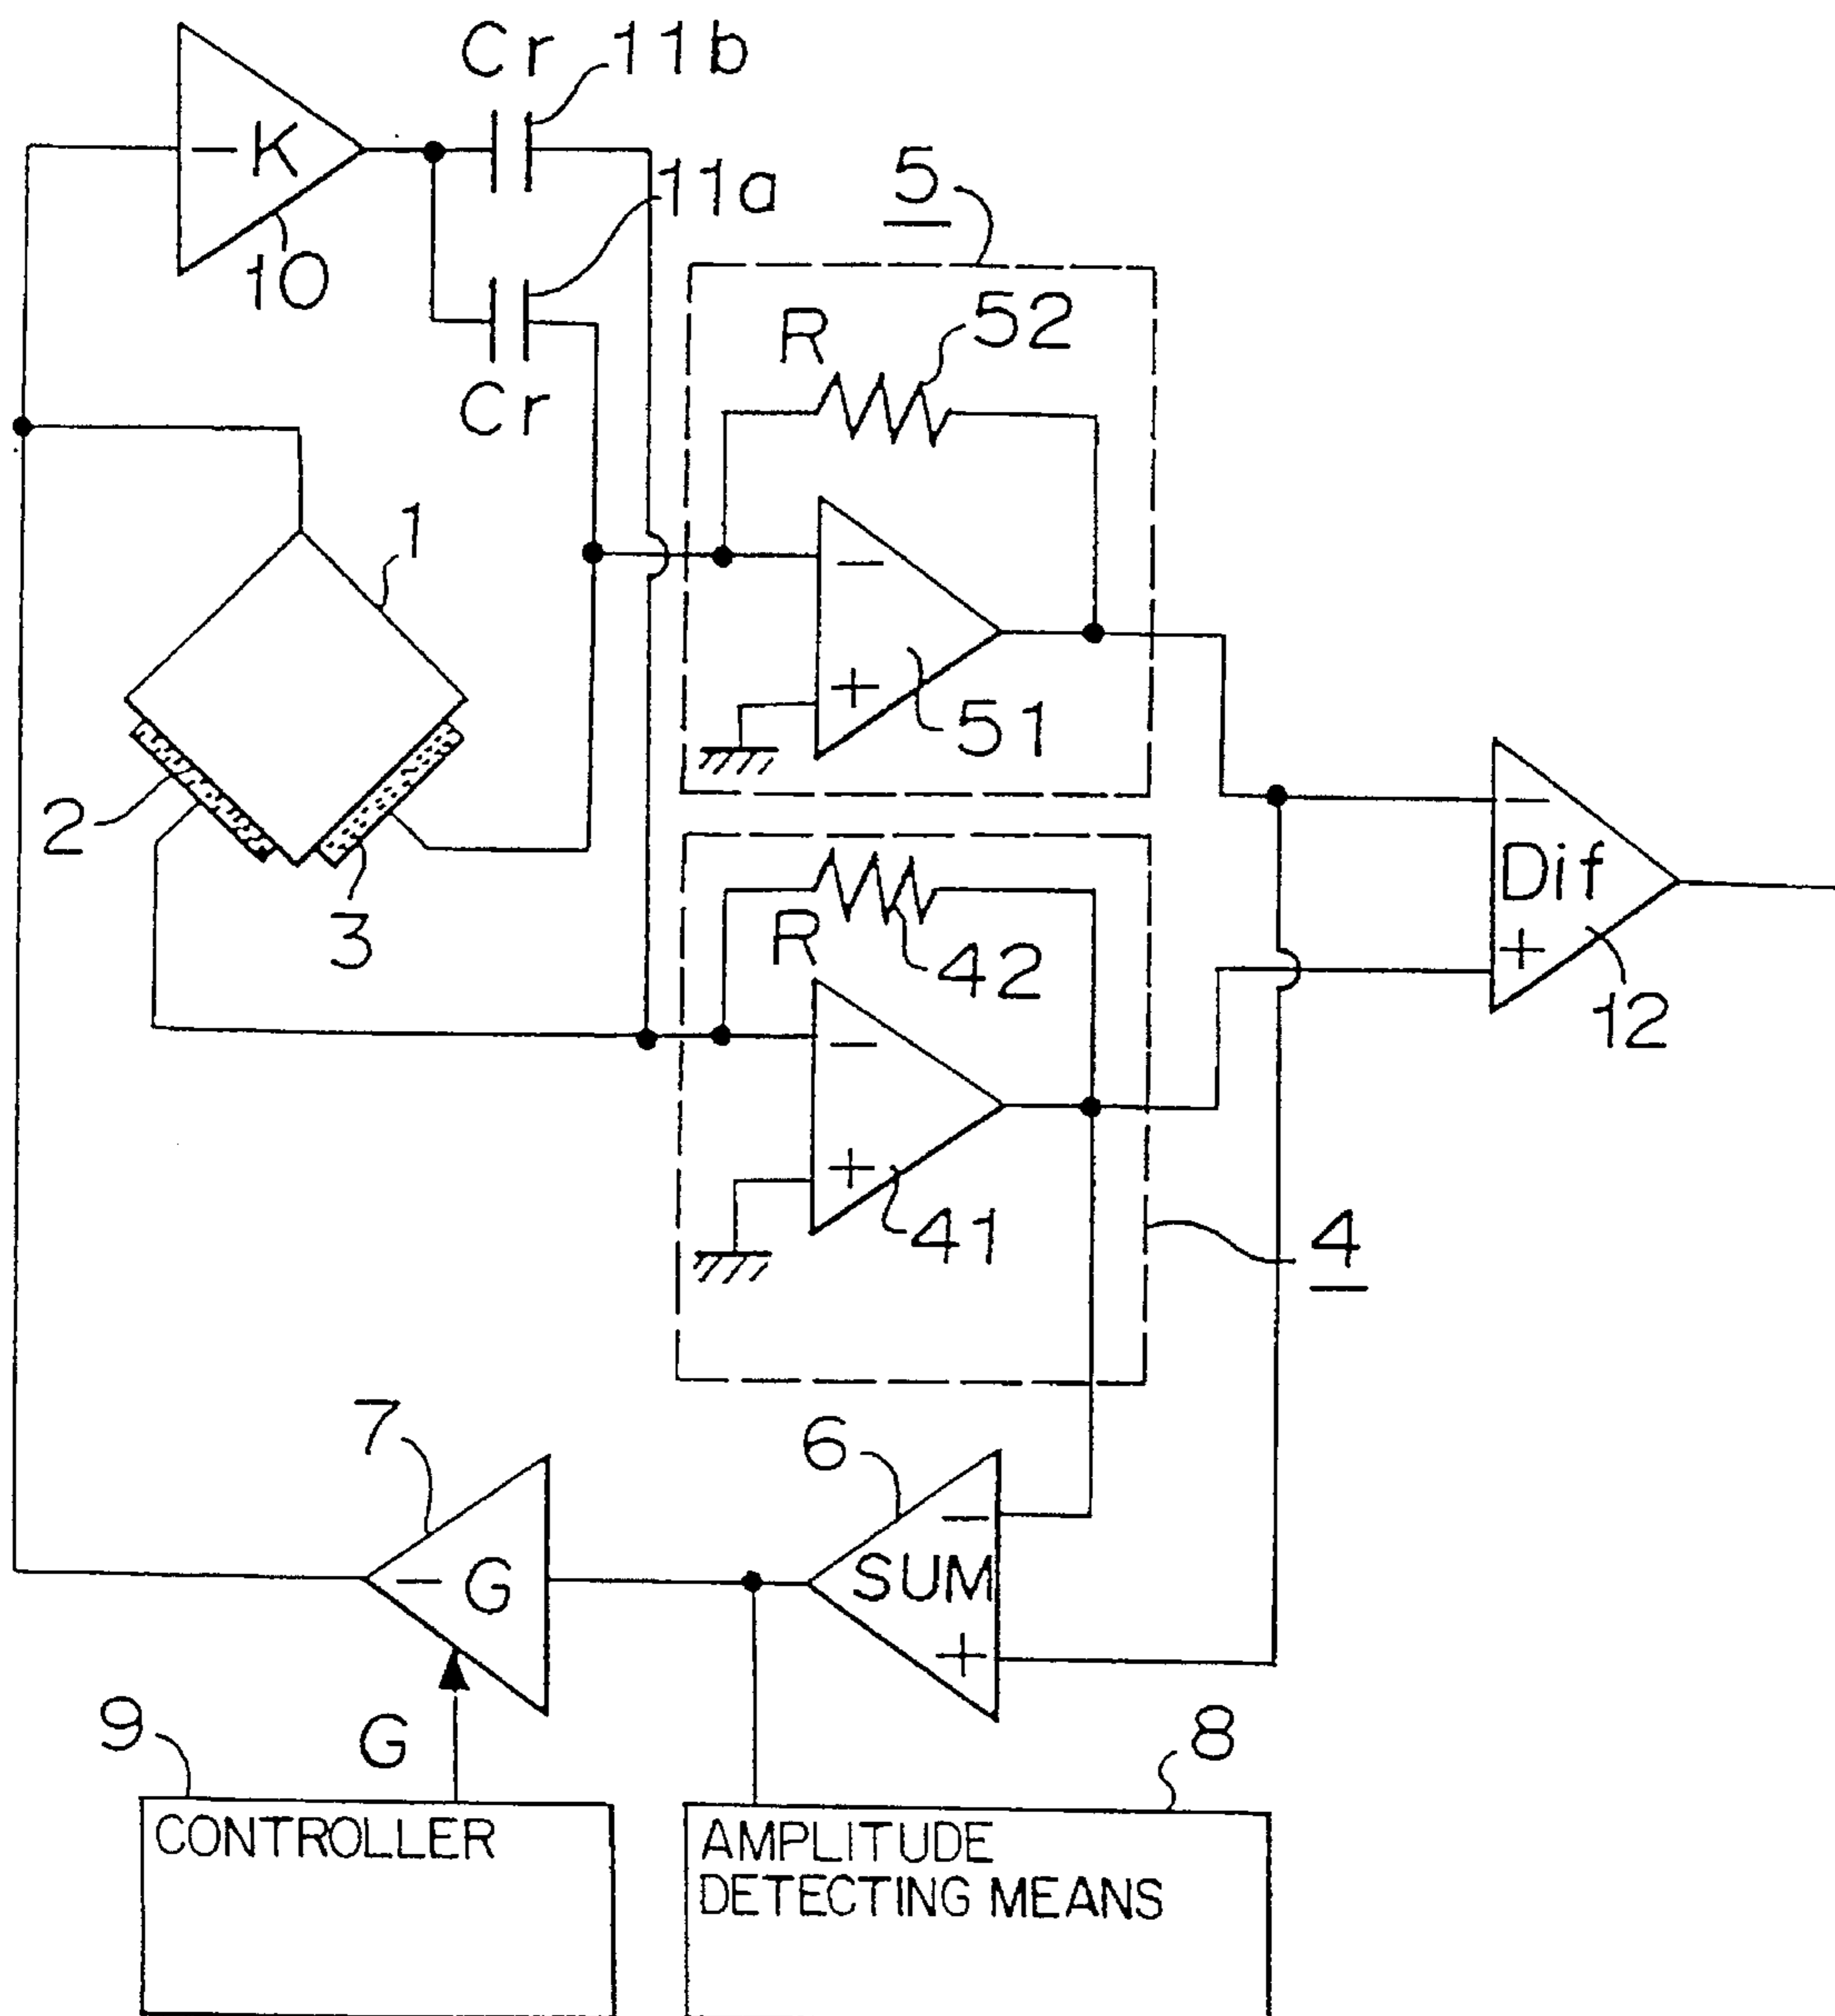 Cr 11b
-K
11a
5
10
R 52
Cr
1
-
+
51
2
-
Dif
3
R
42
+
12
-
+
41
4
7
6
-
-G
SUM
+
9
G
8
CONTROLLER
AMPLITUDE
DETECTING MEANS